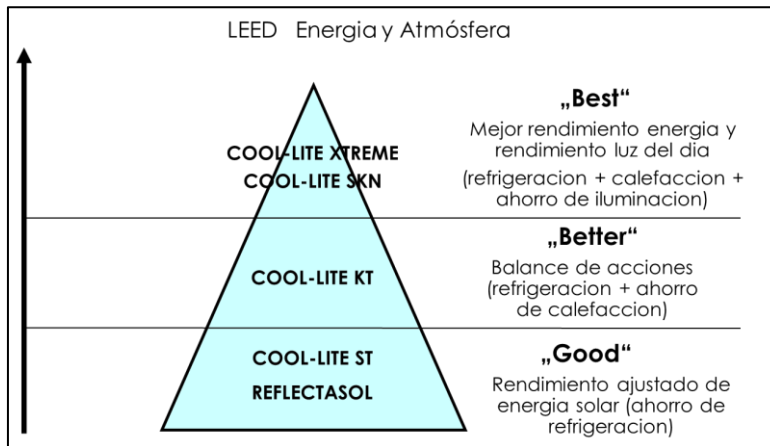 LEED Energia y Atmósfera
COOL-LITE XTREME
COOL-LITE SKN
„Best“
Mejor rendimiento energia y
rendimiento luz del dia
(refrigeracion + calefaccion +
ahorro de iluminacion)
COOL-LITE KT
„Better“
Balance de acciones
(refrigeracion + ahorro
de calefaccion)
COOL-LITE ST
REFLECTASOL
„Good“
Rendimiento ajustado de
energia solar (ahorro de
refrigeracion)